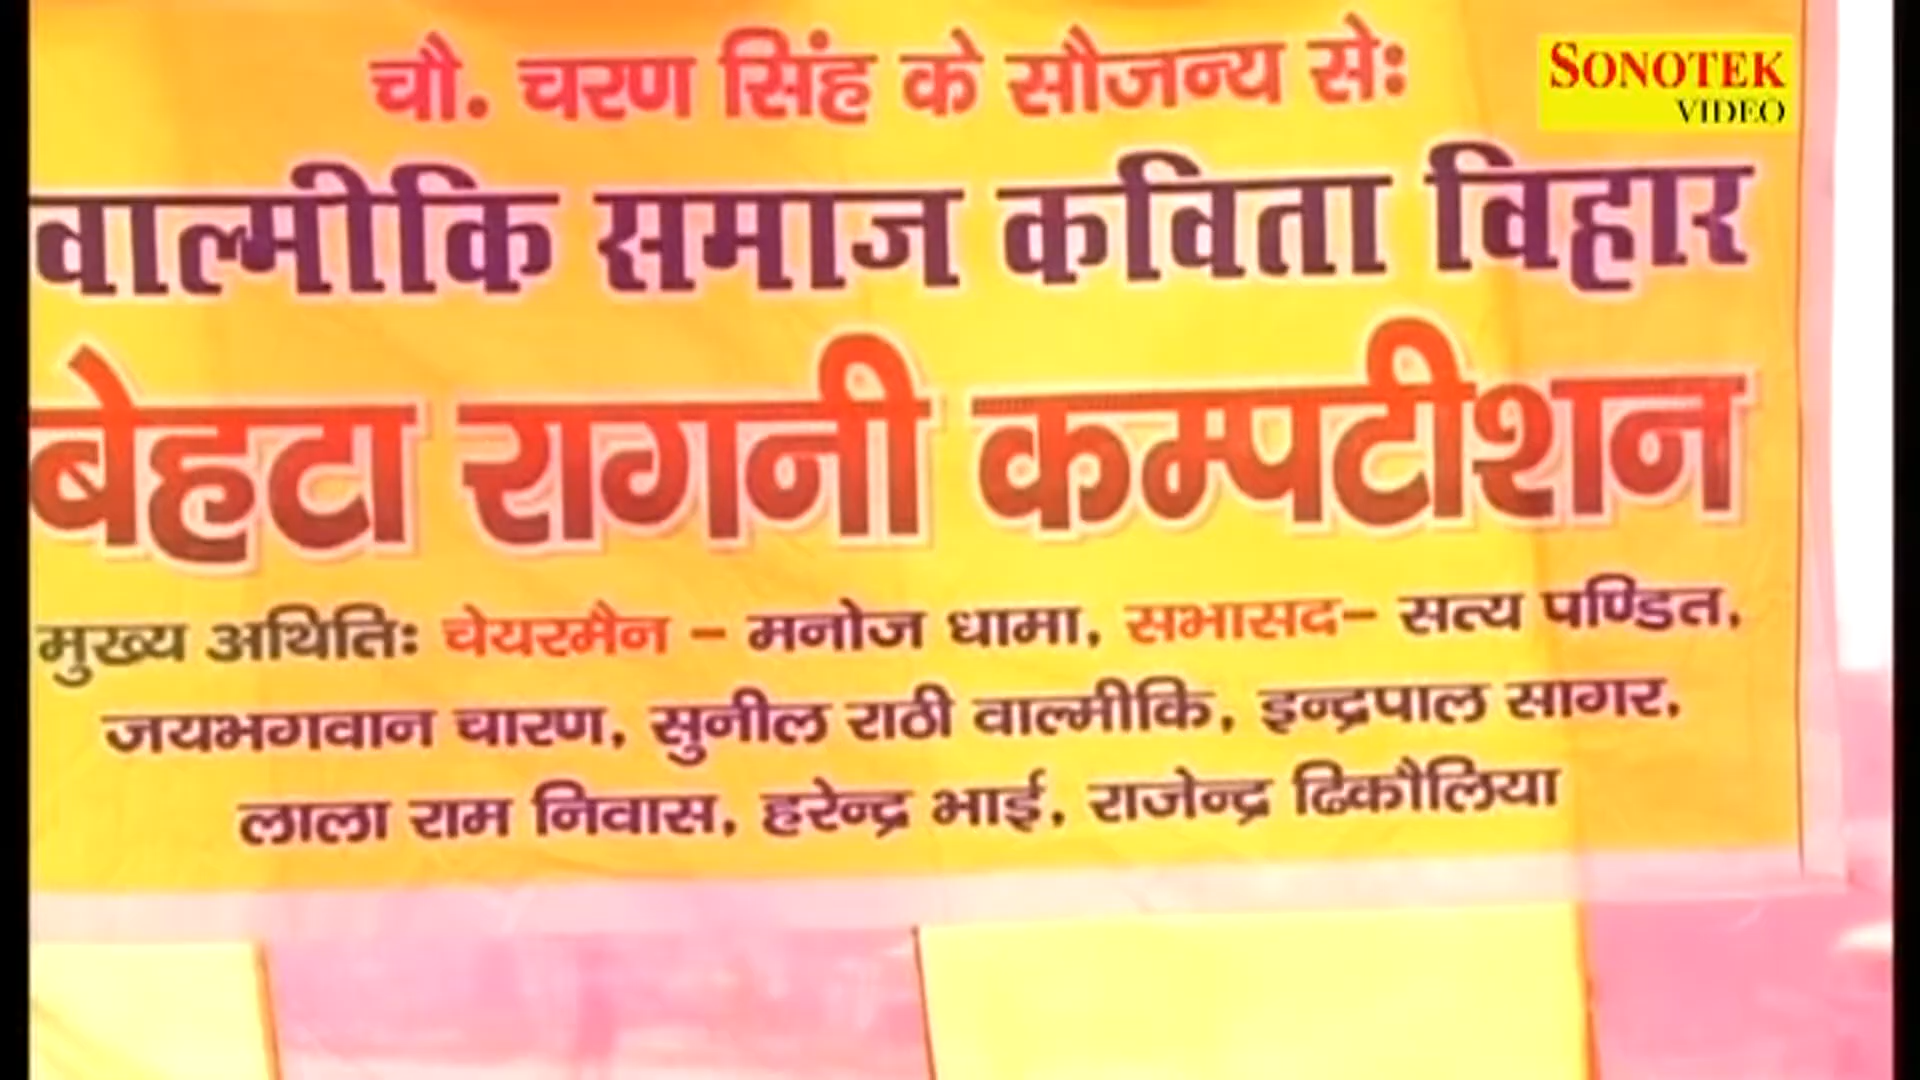 चौ. चरण सिंह के सौजन्य सेः
SONOTEK
VIDEO
वाल्मीकि समाज कविता विहार
बेहटा रागनी कम्पटीशन
मुख्य अथितिः चेयरमैन – मनोज धामा, सभासद– सत्य पण्डित,
जयभगवान चारण, सुनील राठी वाल्मीकि, इन्द्रपाल सागर,
लाला राम निवास, हरेन्द्र भाई, राजेन्द्र ढिकौलिया